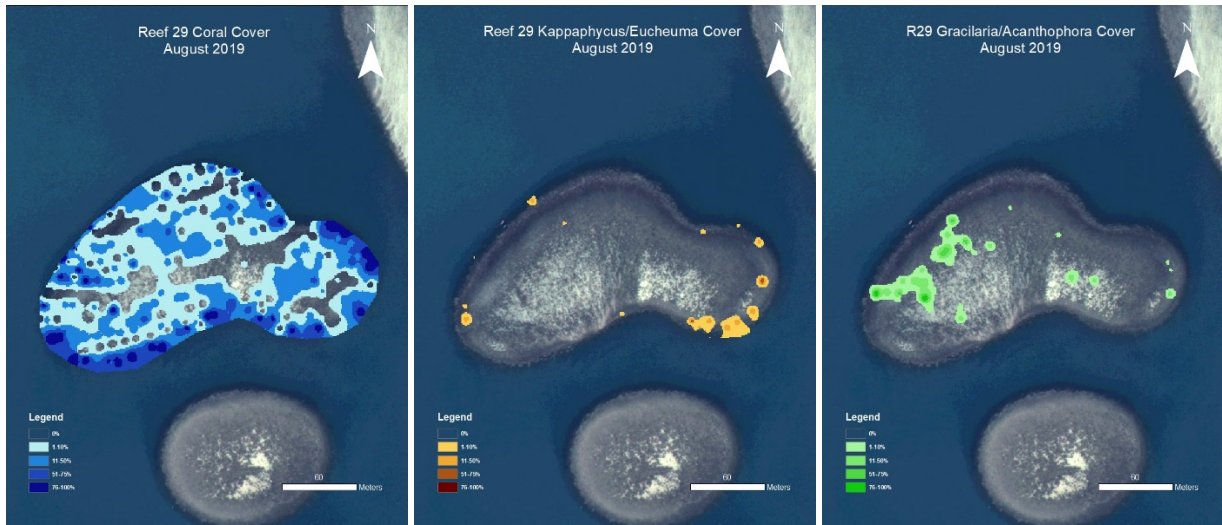 Reef 29 Coral Cover
August 2019
N
Legend
0%
1-10%
11-50%
51-75%
76-100%
60
Meters
Reef 29 Kappaphycus/Eucheuma Cover
August 2019
N
Legend
0%
1-10%
11-50%
51-75%
76-100%
60
Meters
R29 Gracilaria/Acanthophora Cover
August 2019
N
Legend
0%
1-10%
11-50%
51-75%
76-100%
60
Meters